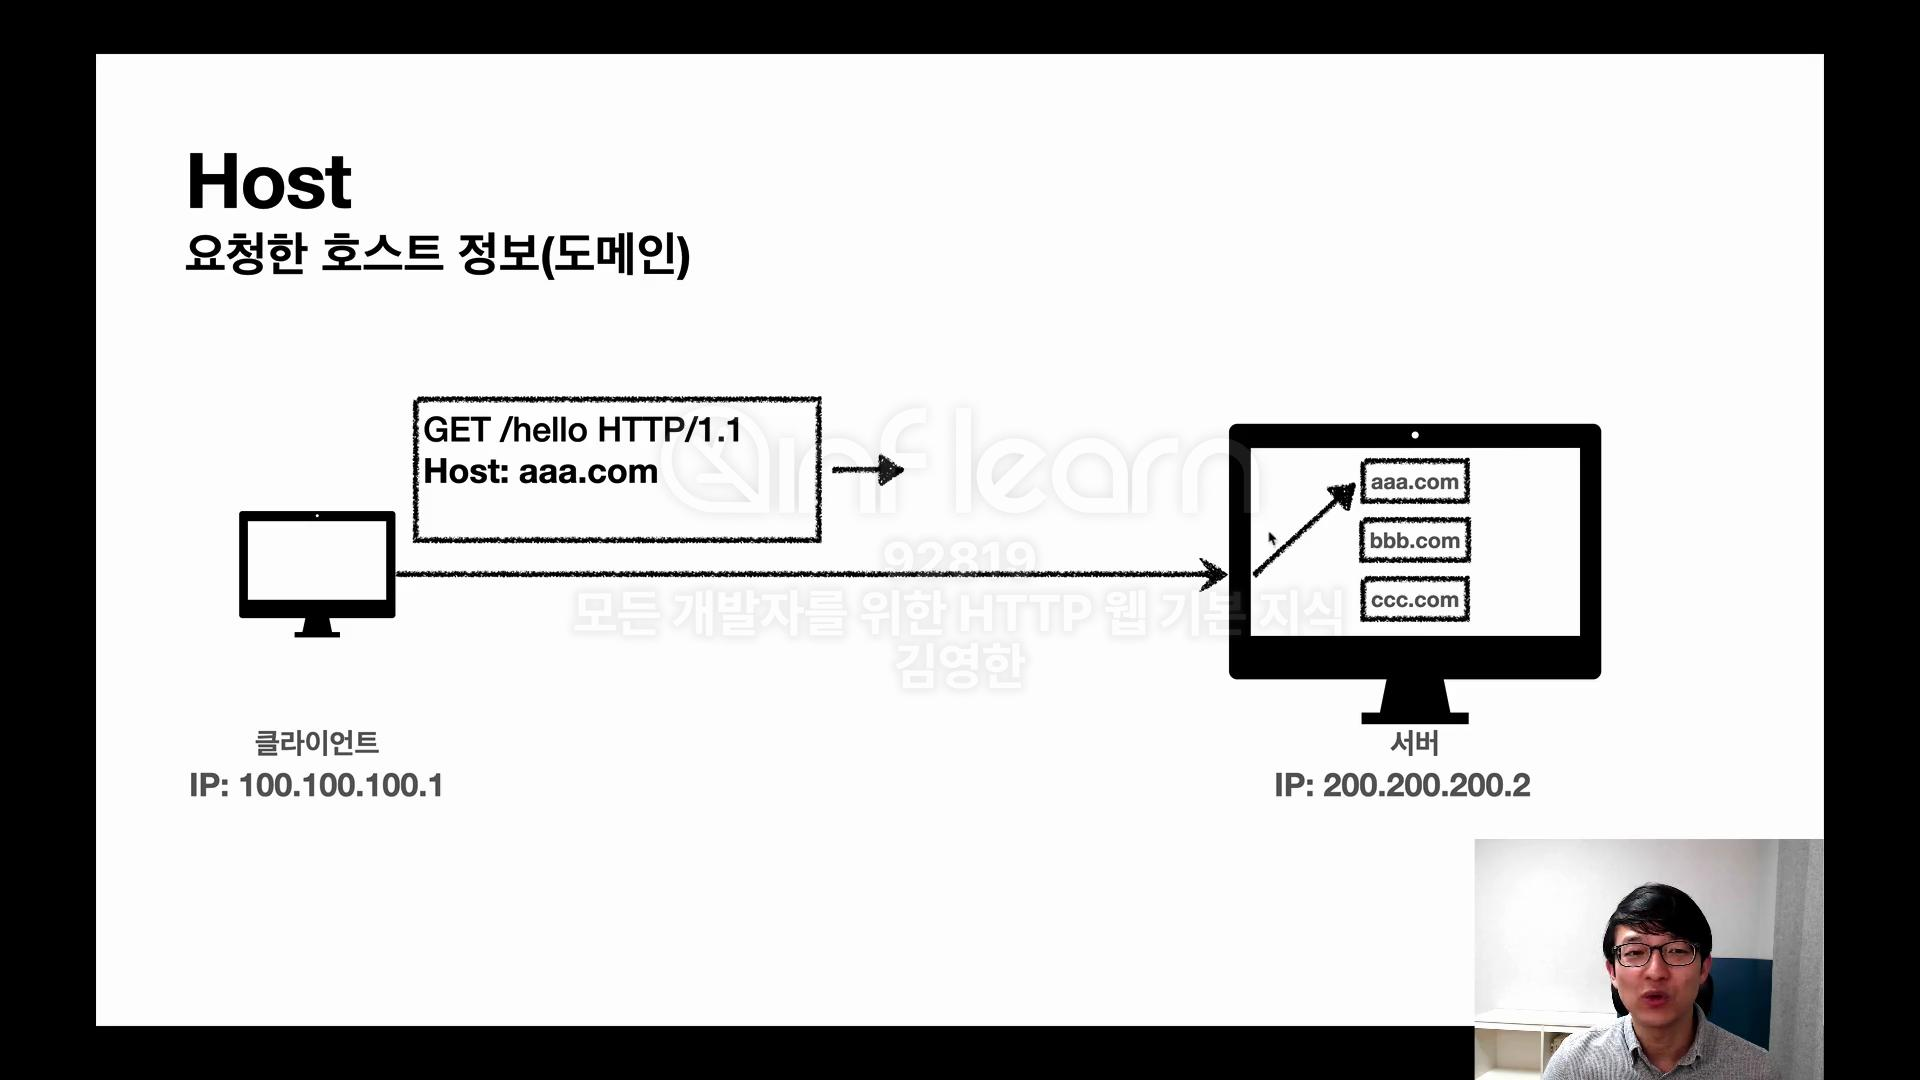 Host
요청한 호스트 정보(도메인)
GET /hello HTTP/1.1
Host: aaa.com
inflearn
92819
모든 개발자를 위한 HTTP 웹 기본 지식
김영한
aaa.com
bbb.com
ccc.com
클라이언트
IP: 100.100.100.1
서버
IP: 200.200.200.2